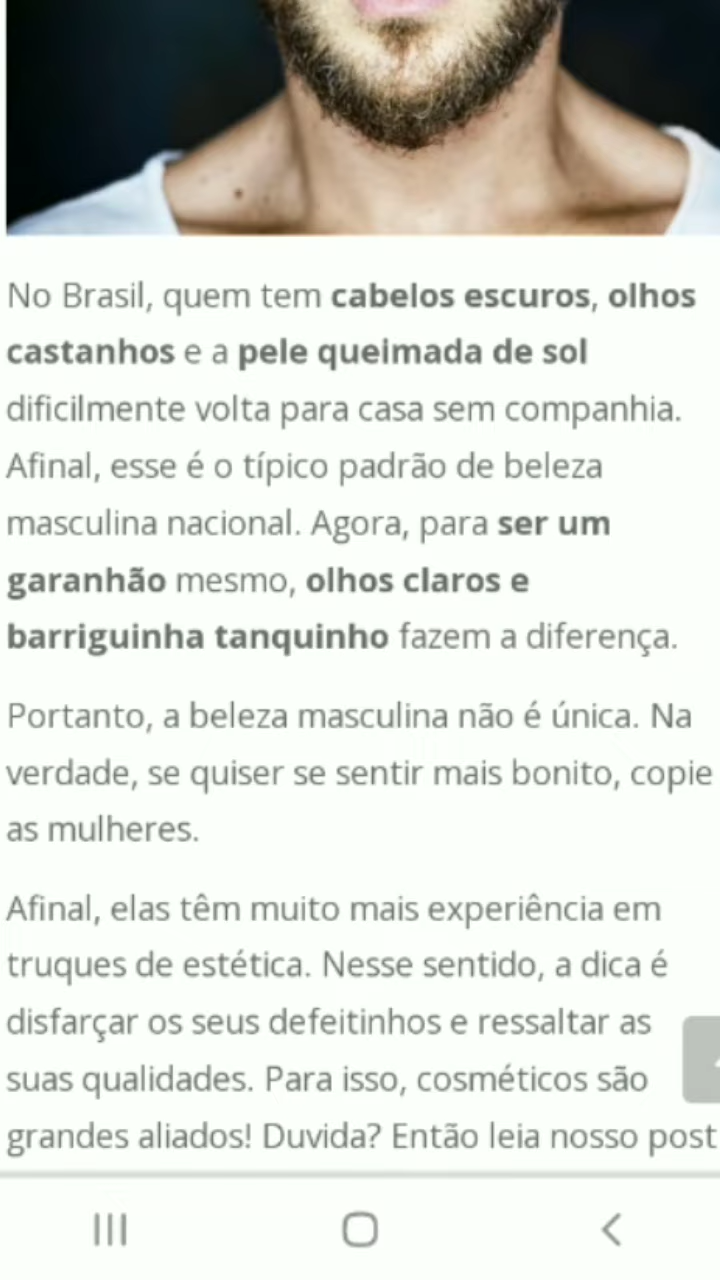 No Brasil, quem tem cabelos escuros, olhos
castanhos e a pele queimada de sol
dificilmente volta para casa sem companhia.
Afinal, esse é o típico padrão de beleza
masculina nacional. Agora, para ser um
garanhão mesmo, olhos claros e
barriguinha tanquinho fazem a diferença.
Portanto, a beleza masculina não é única. Na
verdade, se quiser se sentir mais bonito, copie
as mulheres.
Afinal, elas têm muito mais experiência em
truques de estética. Nesse sentido, a dica é
disfarçar os seus defeitinhos e ressaltar as
suas qualidades. Para isso, cosméticos são
grandes aliados! Duvida? Então leia nosso post